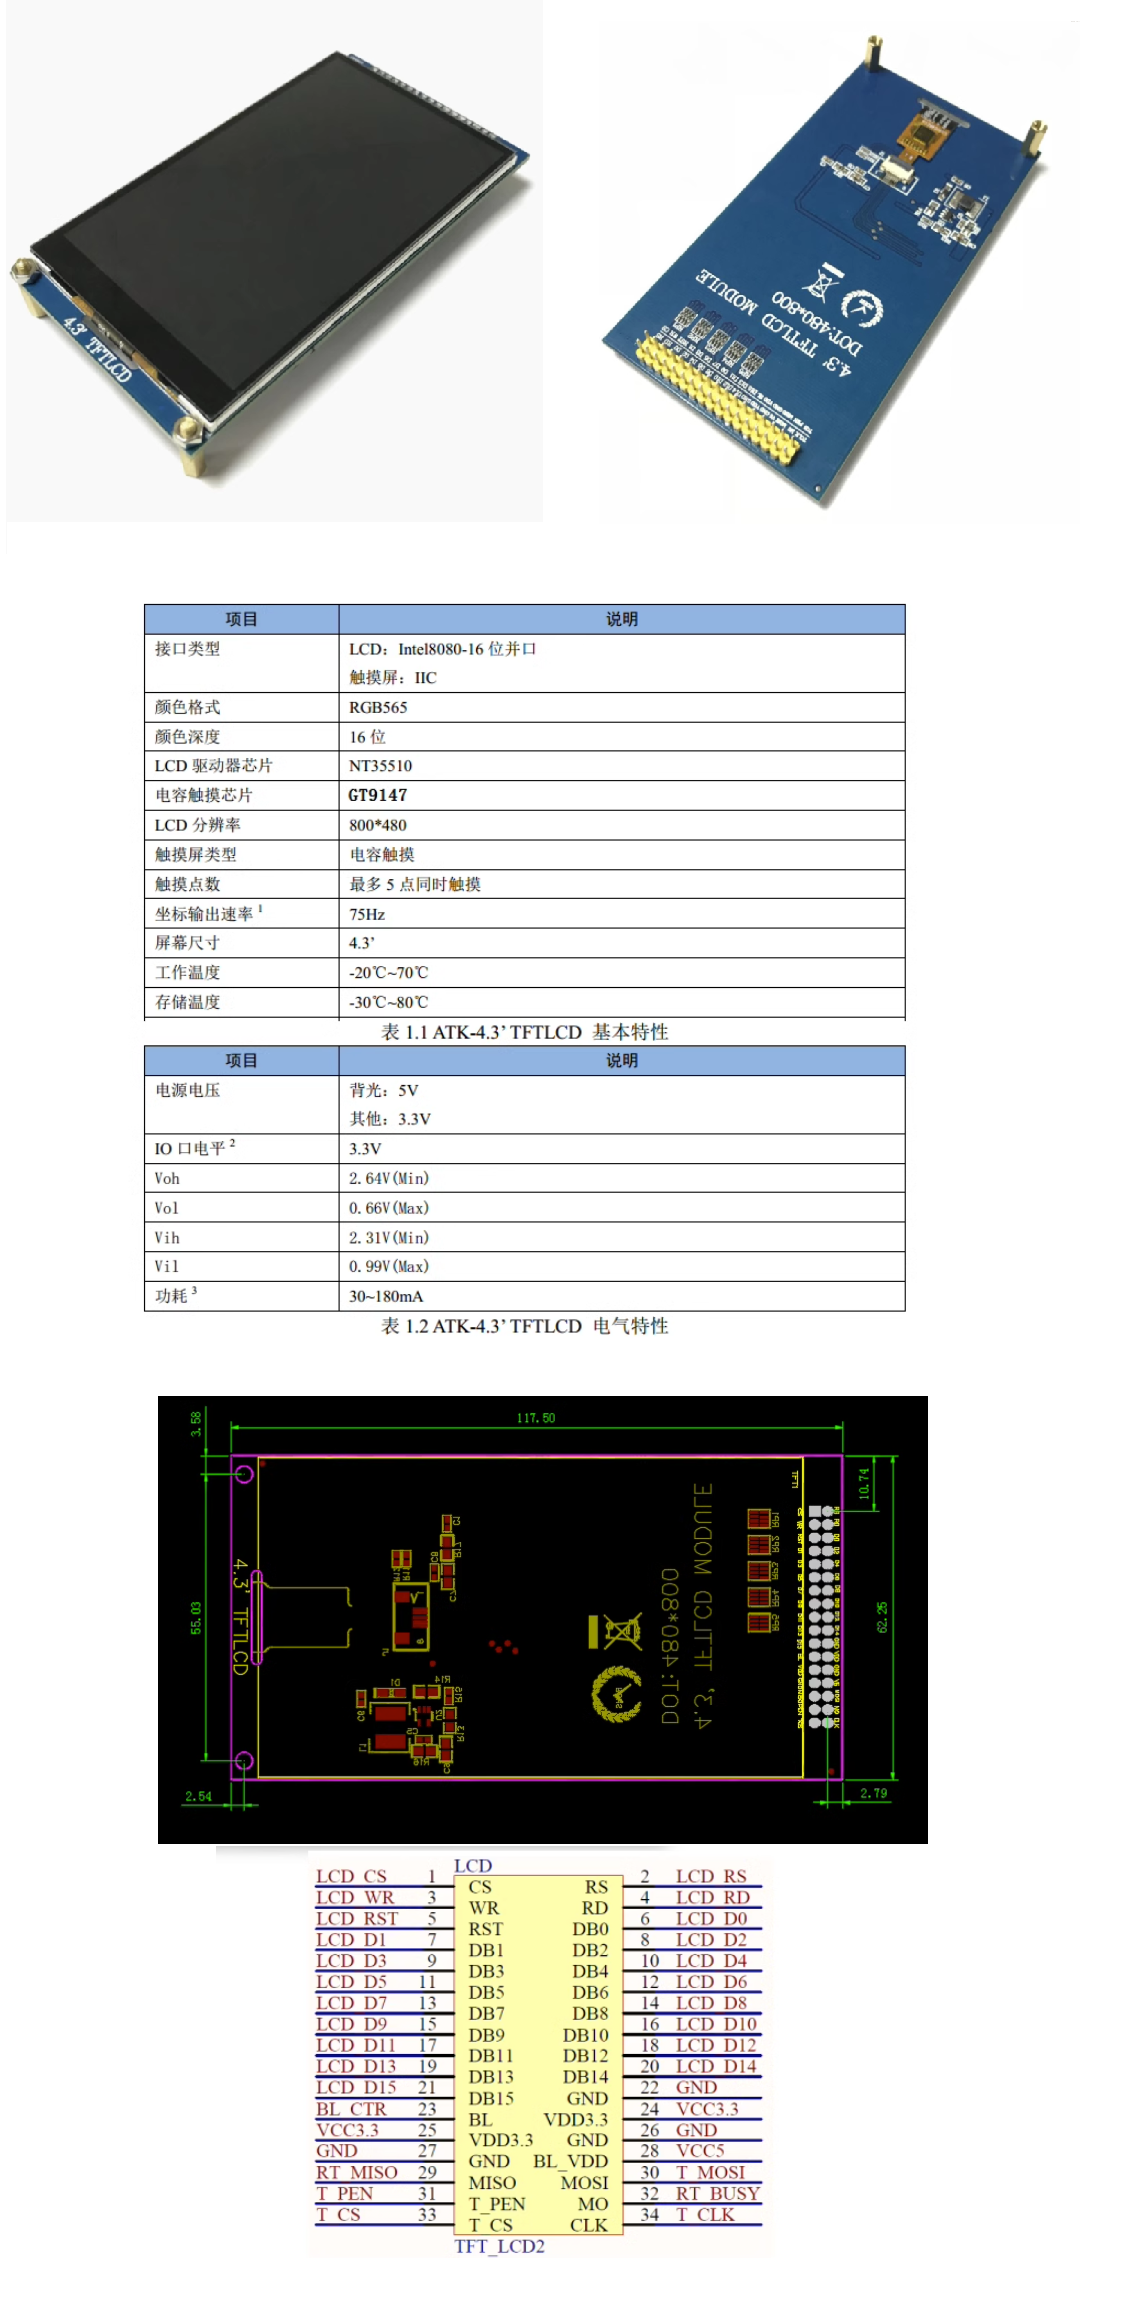 4.3' TFTLCD
4.3' TFTLCD MODULE
DOT:480*800
项目 说明
接口类型 LCD：Intel8080-16 位并口
触摸屏：IIC
颜色格式 RGB565
颜色深度 16 位
LCD 驱动器芯片 NT35510
电容触摸芯片 GT9147
LCD 分辨率 800*480
触摸屏类型 电容触摸
触摸点数 最多 5 点同时触摸
坐标输出速率 1 75Hz
屏幕尺寸 4.3’
工作温度 -20℃~70℃
存储温度 -30℃~80℃
表 1.1 ATK-4.3’ TFTLCD 基本特性
项目 说明
电源电压 背光：5V
其他：3.3V
IO 口电平 2 3.3V
Voh 2.64V(Min)
Vol 0.66V(Max)
Vih 2.31V(Min)
Vil 0.99V(Max)
功耗 3 30~180mA
表 1.2 ATK-4.3’ TFTLCD 电气特性
117.50
3.58
10.74
55.03
62.25
2.54
2.79
4.3' TFTLCD
4.3' TFTLCD MODULE
DOT:480*800
TFT1
RP1
RP2
RP3
RP4
RP5
LCD
LCD_CS 1 CS RS 2 LCD_RS
LCD_WR 3 WR RD 4 LCD_RD
LCD_RST 5 RST DB0 6 LCD_D0
LCD_D1 7 DB1 DB2 8 LCD_D2
LCD_D3 9 DB3 DB4 10 LCD_D4
LCD_D5 11 DB5 DB6 12 LCD_D6
LCD_D7 13 DB7 DB8 14 LCD_D8
LCD_D9 15 DB9 DB10 16 LCD_D10
LCD_D11 17 DB11 DB12 18 LCD_D12
LCD_D13 19 DB13 DB14 20 LCD_D14
LCD_D15 21 DB15 GND 22 GND
BL_CTR 23 BL VDD3.3 24 VCC3.3
VCC3.3 25 VDD3.3 GND 26 GND
GND 27 GND BL_VDD 28 VCC5
RT_MISO 29 MISO MOSI 30 T_MOSI
T_PEN 31 T_PEN MO 32 RT_BUSY
T_CS 33 T_CS CLK 34 T_CLK
TFT_LCD2